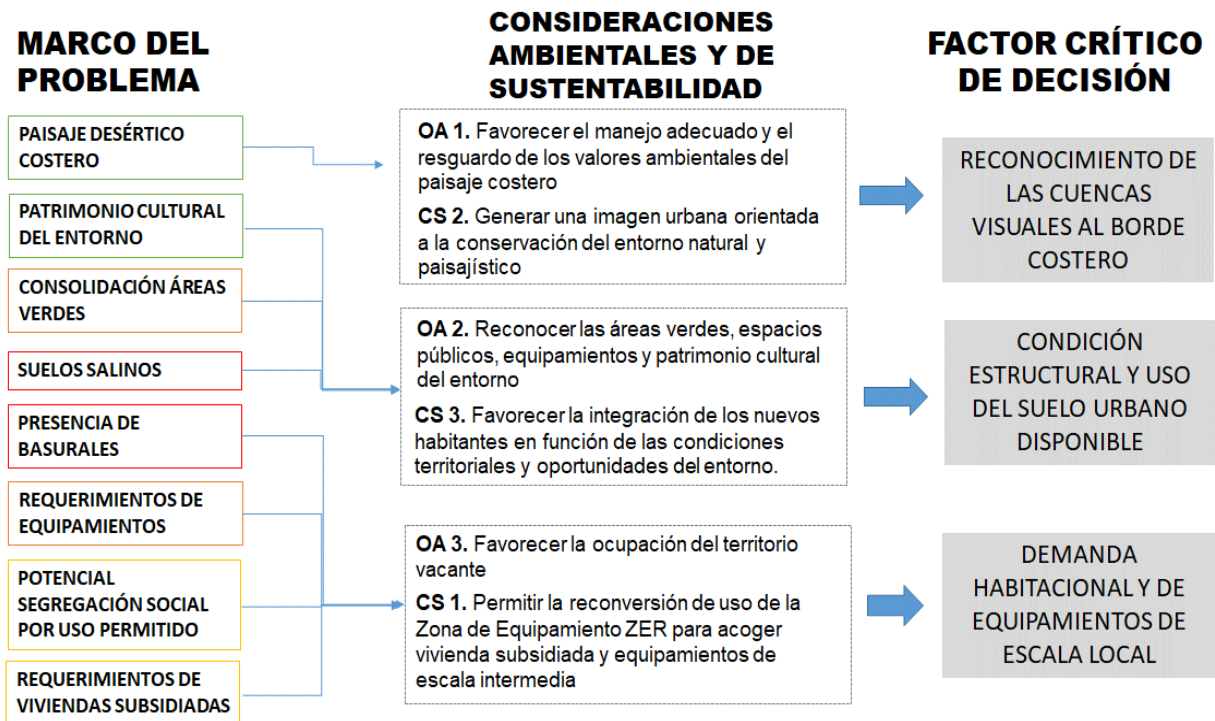 MARCO DEL
PROBLEMA
PAISAJE DESÉRTICO
COSTERO
PATRIMONIO CULTURAL
DEL ENTORNO
CONSOLIDACIÓN ÁREAS
VERDES
SUELOS SALINOS
PRESENCIA DE
BASURALES
REQUERIMIENTOS DE
EQUIPAMIENTOS
POTENCIAL
SEGREGACIÓN SOCIAL
POR USO PERMITIDO
REQUERIMIENTOS DE
VIVIENDAS SUBSIDIADAS
CONSIDERACIONES
AMBIENTALES Y DE
SUSTENTABILIDAD
OA 1. Favorecer el manejo adecuado y el
resguardo de los valores ambientales del
paisaje costero
CS 2. Generar una imagen urbana orientada
a la conservación del entorno natural y
paisajístico
OA 2. Reconocer las áreas verdes, espacios
públicos, equipamientos y patrimonio cultural
del entorno
CS 3. Favorecer la integración de los nuevos
habitantes en función de las condiciones
territoriales y oportunidades del entorno.
OA 3. Favorecer la ocupación del territorio
vacante
CS 1. Permitir la reconversión de uso de la
Zona de Equipamiento ZER para acoger
vivienda subsidiada y equipamientos de
escala intermedia
FACTOR CRÍTICO
DE DECISIÓN
RECONOCIMIENTO DE
LAS CUENCAS
VISUALES AL BORDE
COSTERO
CONDICIÓN
ESTRUCTURAL Y USO
DEL SUELO URBANO
DISPONIBLE
DEMANDA
HABITACIONAL Y DE
EQUIPAMIENTOS DE
ESCALA LOCAL